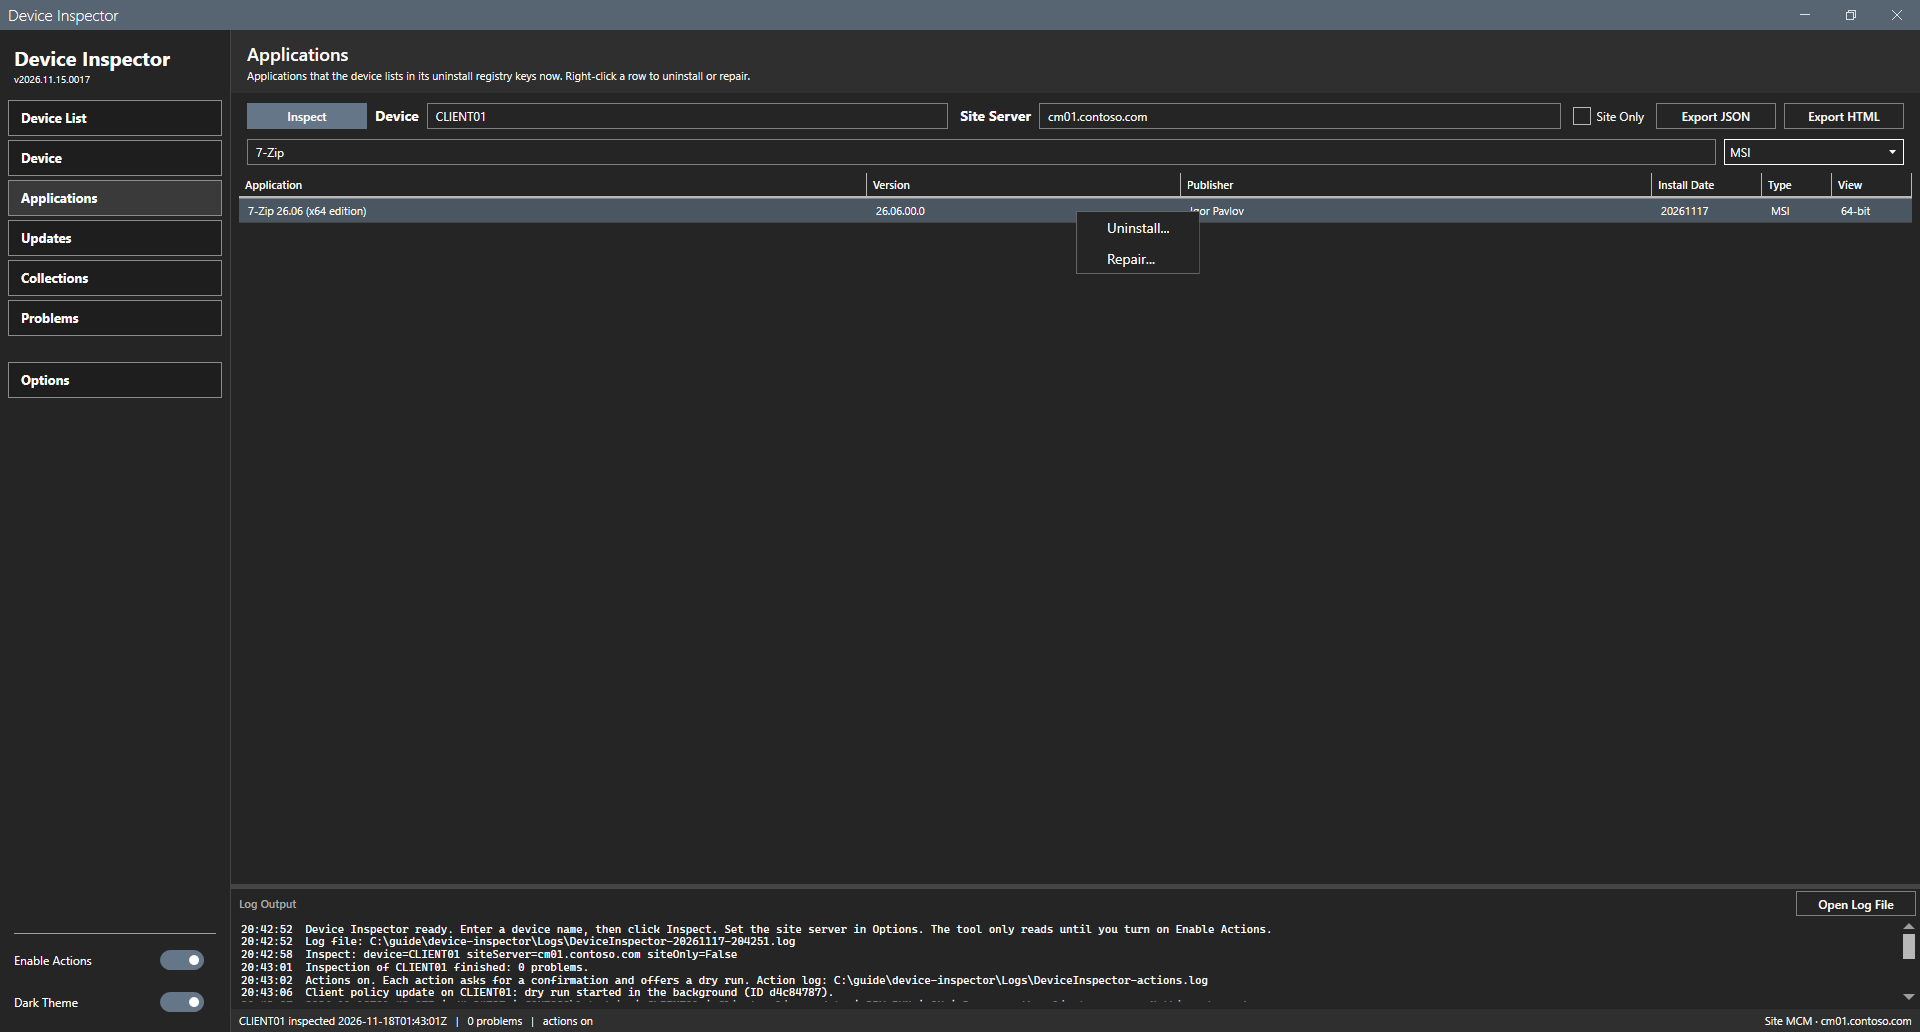 Device Inspector
Device Inspector
v2026.11.15.0017
Device List
Device
Applications
Updates
Collections
Problems
Options
Enable Actions
Dark Theme
Applications
Applications that the device lists in its uninstall registry keys now. Right-click a row to uninstall or repair.
Inspect Device CLIENT01 Site Server cm01.contoso.com Site Only Export JSON Export HTML
7-Zip MSI
Application Version Publisher Install Date Type View
7-Zip 26.06 (x64 edition) 26.06.00.0 Igor Pavlov 20261117 MSI 64-bit
Uninstall...
Repair...
Log Output Open Log File
20:42:52 Device Inspector ready. Enter a device name, then click Inspect. Set the site server in Options. The tool only reads until you turn on Enable Actions.
20:42:52 Log file: C:\guide\device-inspector\Logs\DeviceInspector-20261117-204251.log
20:42:58 Inspect: device=CLIENT01 siteServer=cm01.contoso.com siteOnly=False
20:43:01 Inspection of CLIENT01 finished: 0 problems.
20:43:02 Actions on. Each action asks for a confirmation and offers a dry run. Action log: C:\guide\device-inspector\Logs\DeviceInspector-actions.log
20:43:06 Client policy update on CLIENT01: dry run started in the background (ID d4c84787).
CLIENT01 inspected 2026-11-18T01:43:01Z | 0 problems | actions on
Site MCM · cm01.contoso.com